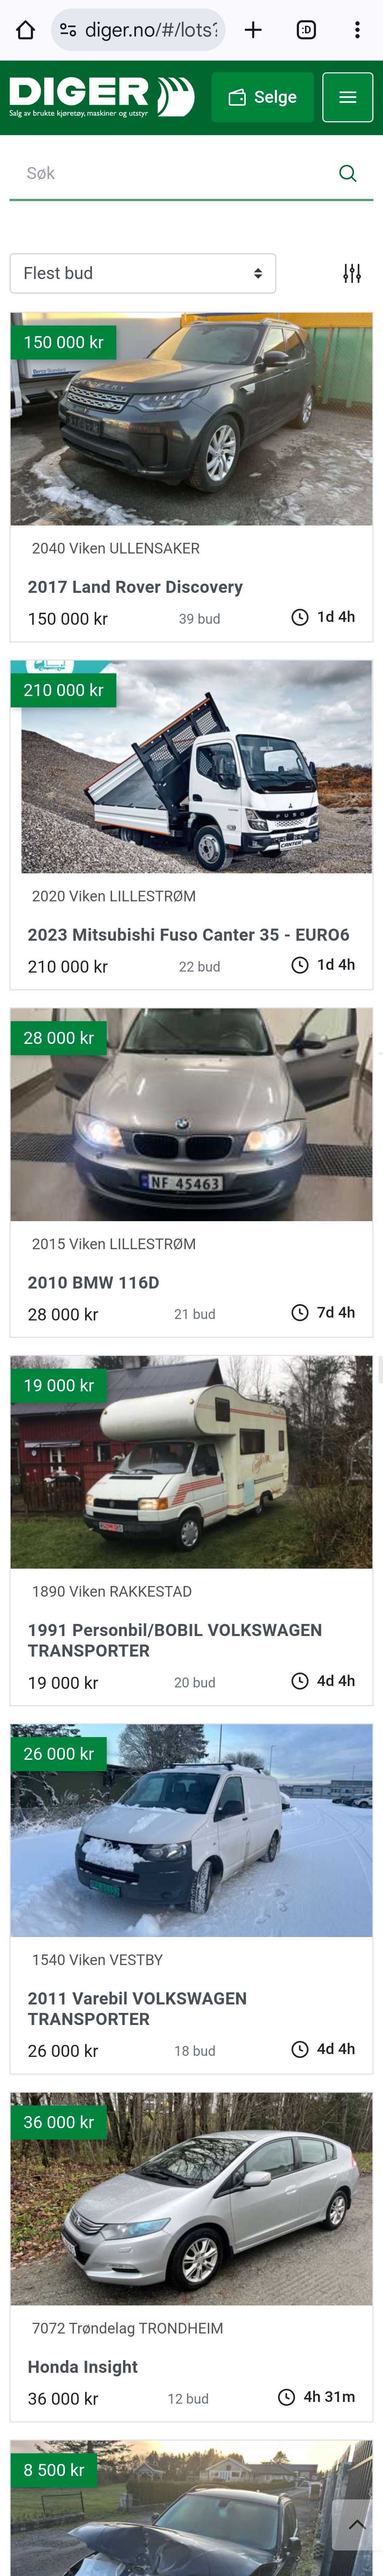 diger.no/#/lots?
:D
DIGER
Salg av brukte kjøretøy, maskiner og utstyr
Selge
Søk
Flest bud
150 000 kr
2040 Viken ULLENSAKER
2017 Land Rover Discovery
150 000 kr
39 bud
1d 4h
210 000 kr
FUSO
CANTER
2020 Viken LILLESTRØM
2023 Mitsubishi Fuso Canter 35 - EURO6
210 000 kr
22 bud
1d 4h
28 000 kr
NF 45463
2015 Viken LILLESTRØM
2010 BMW 116D
28 000 kr
21 bud
7d 4h
19 000 kr
1890 Viken RAKKESTAD
1991 Personbil/BOBIL VOLKSWAGEN
TRANSPORTER
19 000 kr
20 bud
4d 4h
26 000 kr
1540 Viken VESTBY
2011 Varebil VOLKSWAGEN
TRANSPORTER
26 000 kr
18 bud
4d 4h
36 000 kr
7072 Trøndelag TRONDHEIM
Honda Insight
36 000 kr
12 bud
4h 31m
8 500 kr